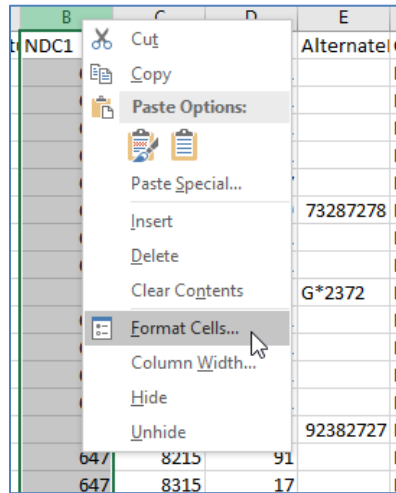 B C D E
NDC1 Alternate
Cut
Copy
Paste Options:
Paste Special...
73287278
Insert
Delete
Clear Contents G*2372
Format Cells...
Column Width...
Hide
Unhide 92382727
647 8215 91
647 8315 17